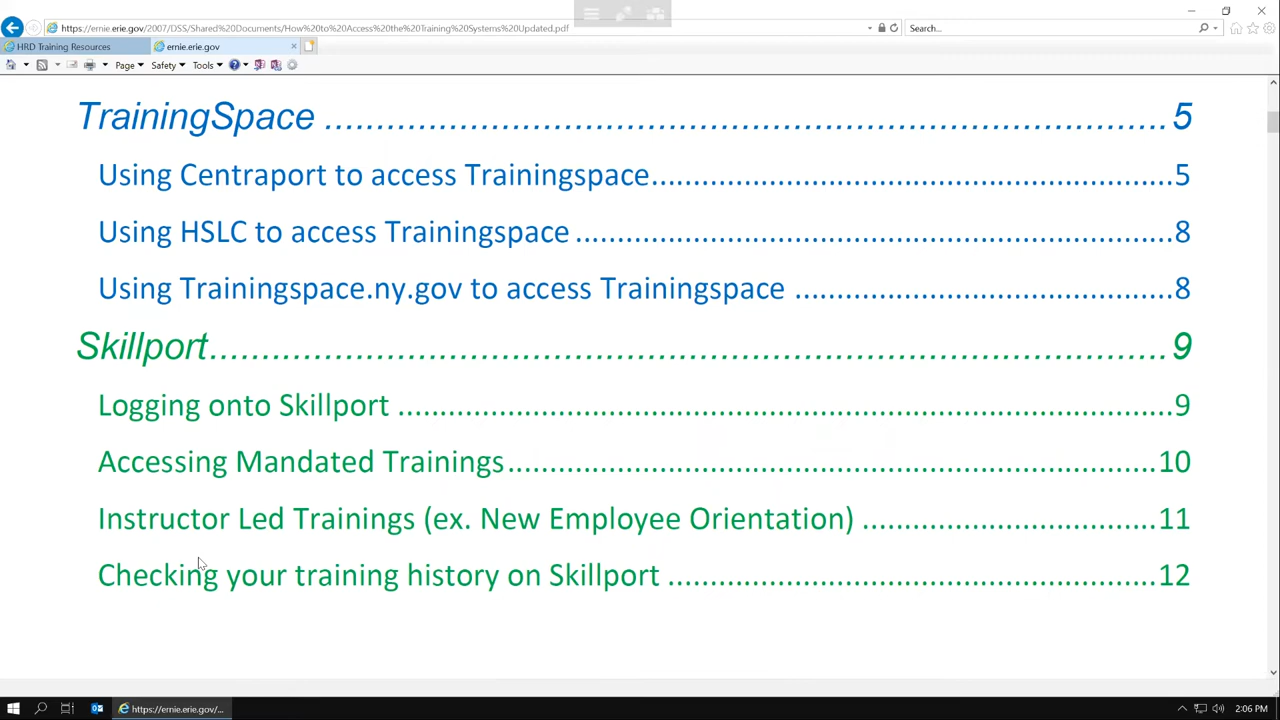 https://ernie.erie.gov/2007/DSS/Shared%20Documents/How%20to%20Access%20the%20Training%20Systems%20Updated.pdf
Search...
HRD Training Resources
ernie.erie.gov
Page
Safety
Tools
TrainingSpace ................................................ 5
Using Centraport to access Trainingspace.................................................. 5
Using HSLC to access Trainingspace ......................................................... 8
Using Trainingspace.ny.gov to access Trainingspace .................................... 8
Skillport...................................................... 9
Logging onto Skillport .......................................................................... 9
Accessing Mandated Trainings.............................................................. 10
Instructor Led Trainings (ex. New Employee Orientation) ............................ 11
Checking your training history on Skillport .............................................. 12
https://ernie.erie.gov/...
2:06 PM